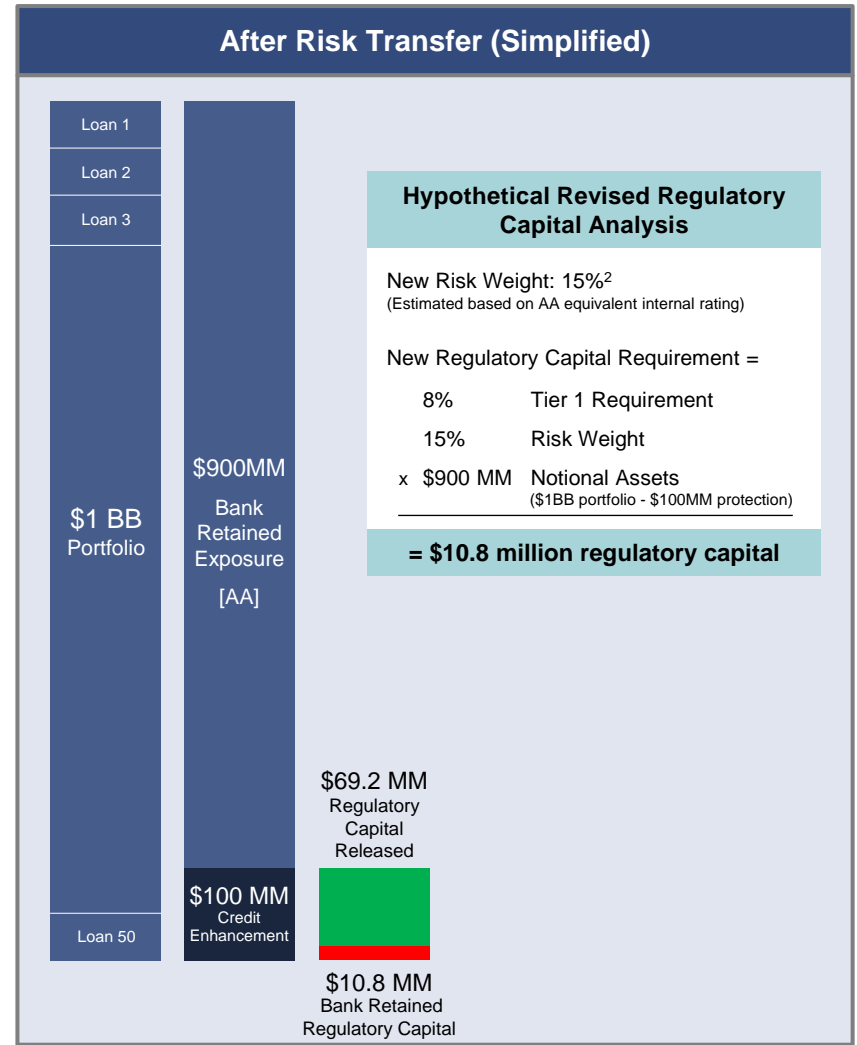 After Risk Transfer (Simplified)
Loan 1
Loan 2
Loan 3
$1 BB
Portfolio
Loan 50
$900MM
Bank
Retained
Exposure
[AA]
$100 MM
Credit
Enhancement
$69.2 MM
Regulatory
Capital
Released
$10.8 MM
Bank Retained
Regulatory Capital
Hypothetical Revised Regulatory
Capital Analysis
New Risk Weight: 15%²
(Estimated based on AA equivalent internal rating)
New Regulatory Capital Requirement =
8% Tier 1 Requirement
15% Risk Weight
x $900 MM Notional Assets
($1BB portfolio - $100MM protection)
= $10.8 million regulatory capital